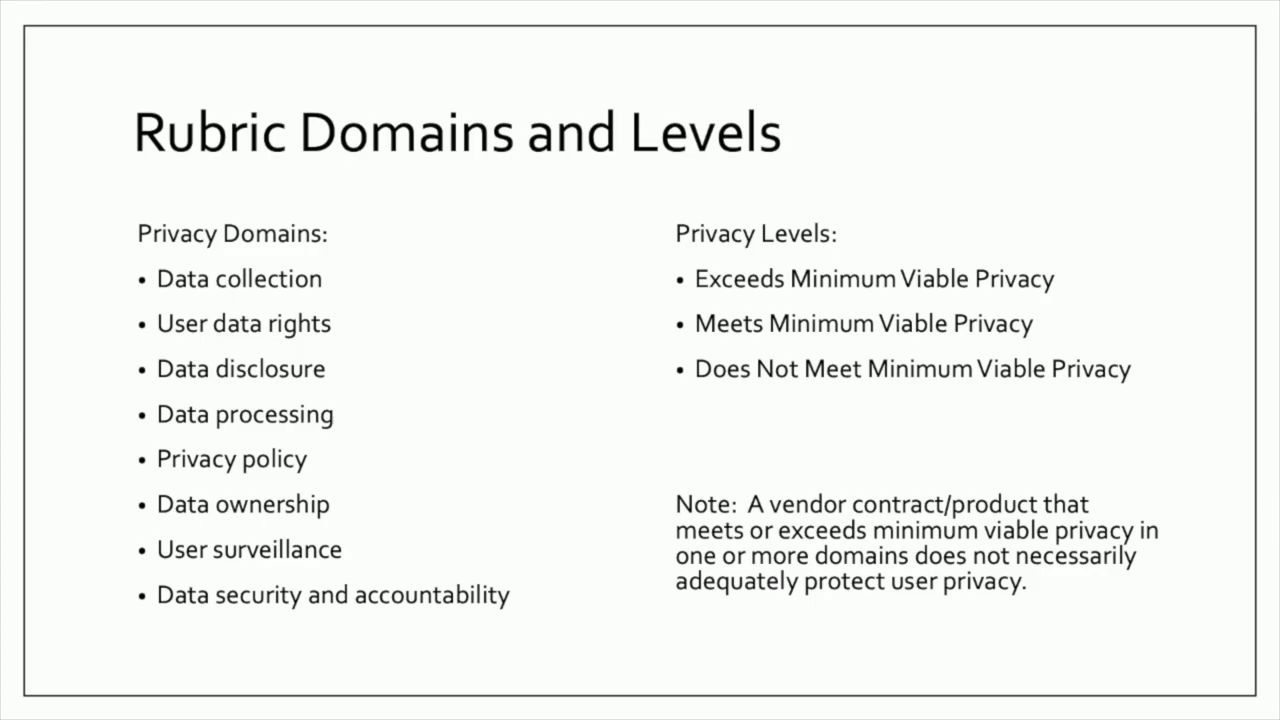 Rubric Domains and Levels
Privacy Domains:
• Data collection
• User data rights
• Data disclosure
• Data processing
• Privacy policy
• Data ownership
• User surveillance
• Data security and accountability
Privacy Levels:
• Exceeds Minimum Viable Privacy
• Meets Minimum Viable Privacy
• Does Not Meet Minimum Viable Privacy
Note: A vendor contract/product that
meets or exceeds minimum viable privacy in
one or more domains does not necessarily
adequately protect user privacy.